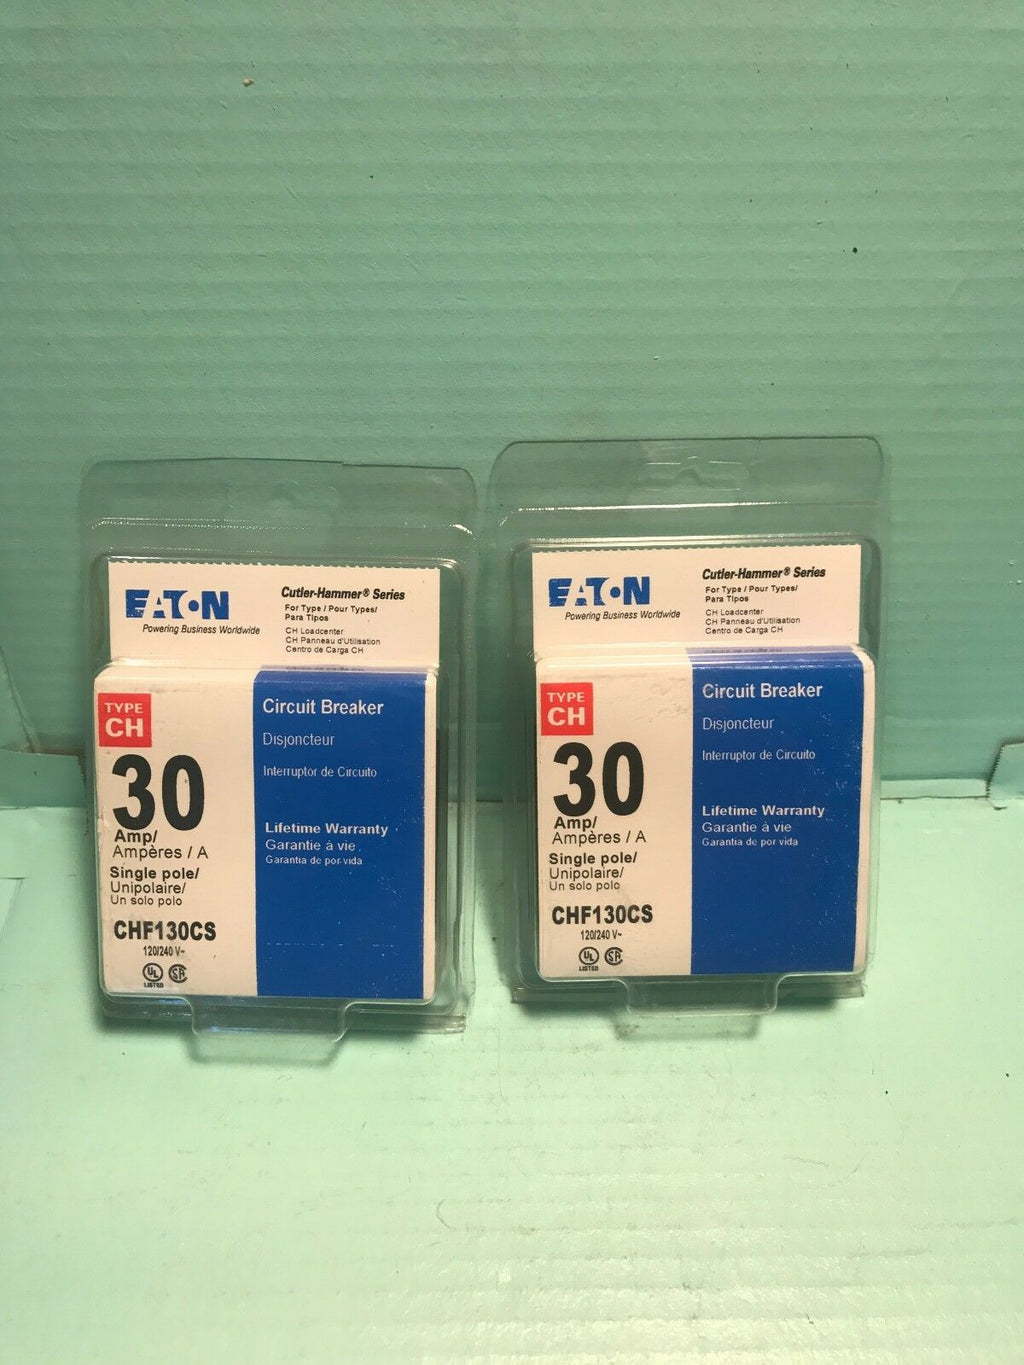 EATON
Powering Business Worldwide
Cutler-Hammer® Series
For Type / Pour Types/
Para Tipos
CH Loadcenter
CH Panneau d'Utilisation
Centro de Carga CH
TYPE
CH
30
Amp/
Ampères / A
Single pole/
Unipolaire/
Un solo polo
CHF130CS
120/240 V~
UL
LISTED
Circuit Breaker
Disjoncteur
Interruptor de Circuito
Lifetime Warranty
Garantie à vie
Garantia de por vida
EATON
Powering Business Worldwide
Cutler-Hammer® Series
For Type / Pour Types/
Para Tipos
CH Loadcenter
CH Panneau d'Utilisation
Centro de Carga CH
TYPE
CH
30
Amp/
Ampères / A
Single pole/
Unipolaire/
Un solo polo
CHF130CS
120/240 V~
UL
LISTED
Circuit Breaker
Disjoncteur
Interruptor de Circuito
Lifetime Warranty
Garantie à vie
Garantia de por vida